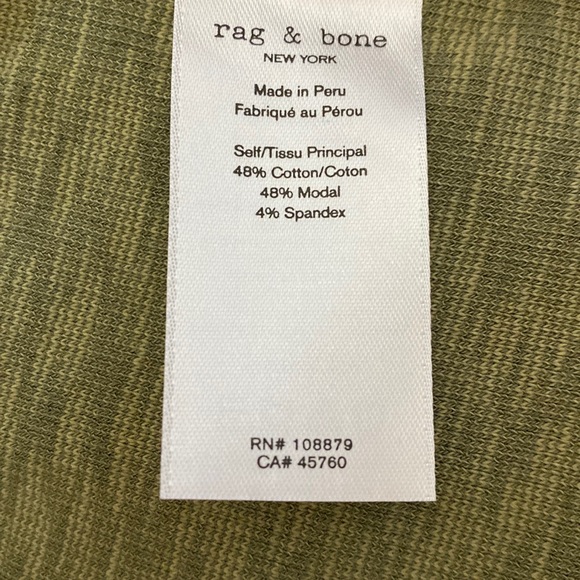 rag & bone
NEW YORK
Made in Peru
Fabriqué au Pérou
Self/Tissu Principal
48% Cotton/Coton
48% Modal
4% Spandex
RN# 108879
CA# 45760